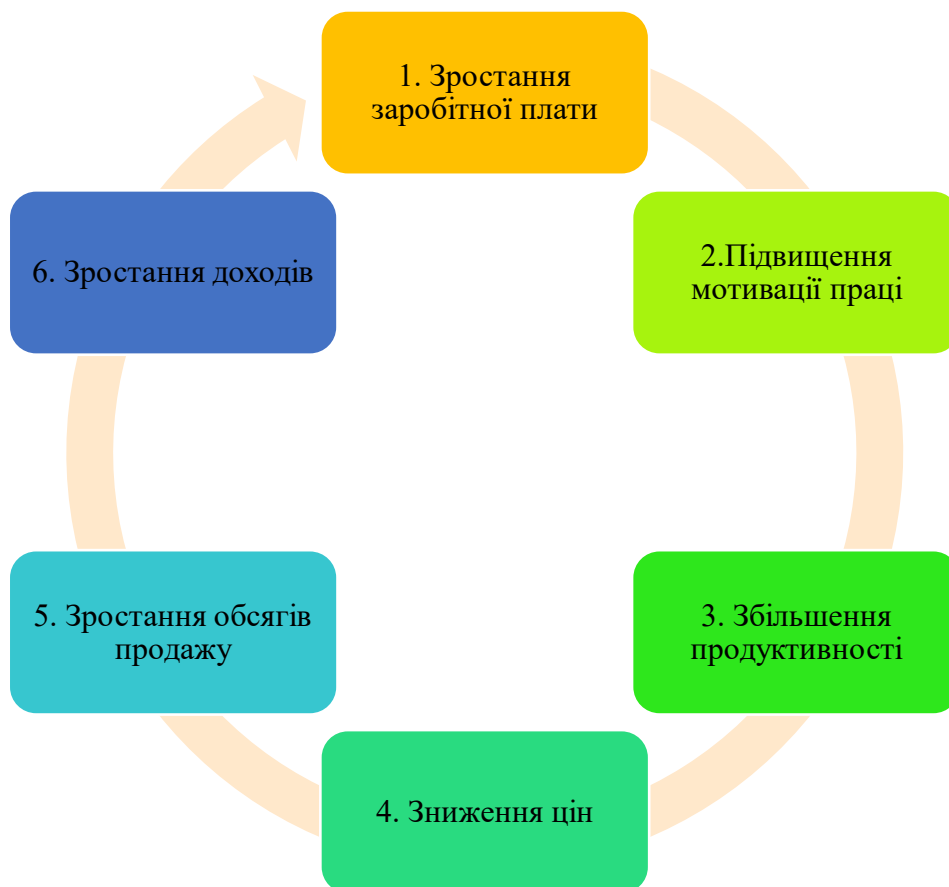 1. Зростання
заробітної плати
2.Підвищення
мотивації праці
3. Збільшення
продуктивності
4. Зниження цін
5. Зростання обсягів
продажу
6. Зростання доходів